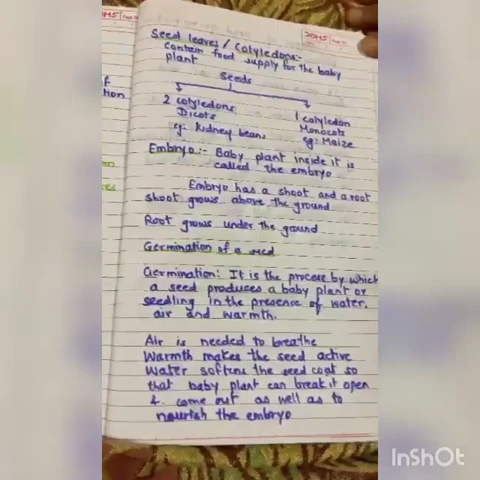 Seed leaves / Cotyledons:-
contain food supply for the baby
plant
Seeds
2 cotyledons
Dicots
eg: Kidney beans
1 cotyledon
Monocots
eg: Maize
Embryo:- Baby plant inside it is
called the embryo
Embryo has a shoot and a root
shoot grows above the ground
Root grows under the ground
Germination of a seed
Germination: It is the process by which
a seed produces a baby plant or
seedling in the presence of water,
air and warmth.
Air is needed to breathe
Warmth makes the seed active
Water softens the seed coat so
that baby plant can break it open
& come out as well as to
nourish the embryo
InShOt